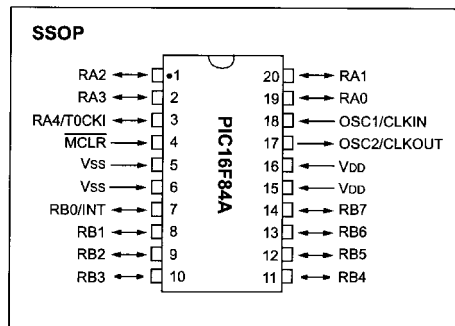 SSOP
RA2 1 20 RA1
RA3 2 19 RA0
RA4/T0CKI 3 18 OSC1/CLKIN
MCLR 4 17 OSC2/CLKOUT
VSS 5 16 VDD
VSS 6 15 VDD
RB0/INT 7 14 RB7
RB1 8 13 RB6
RB2 9 12 RB5
RB3 10 11 RB4
PIC16F84A